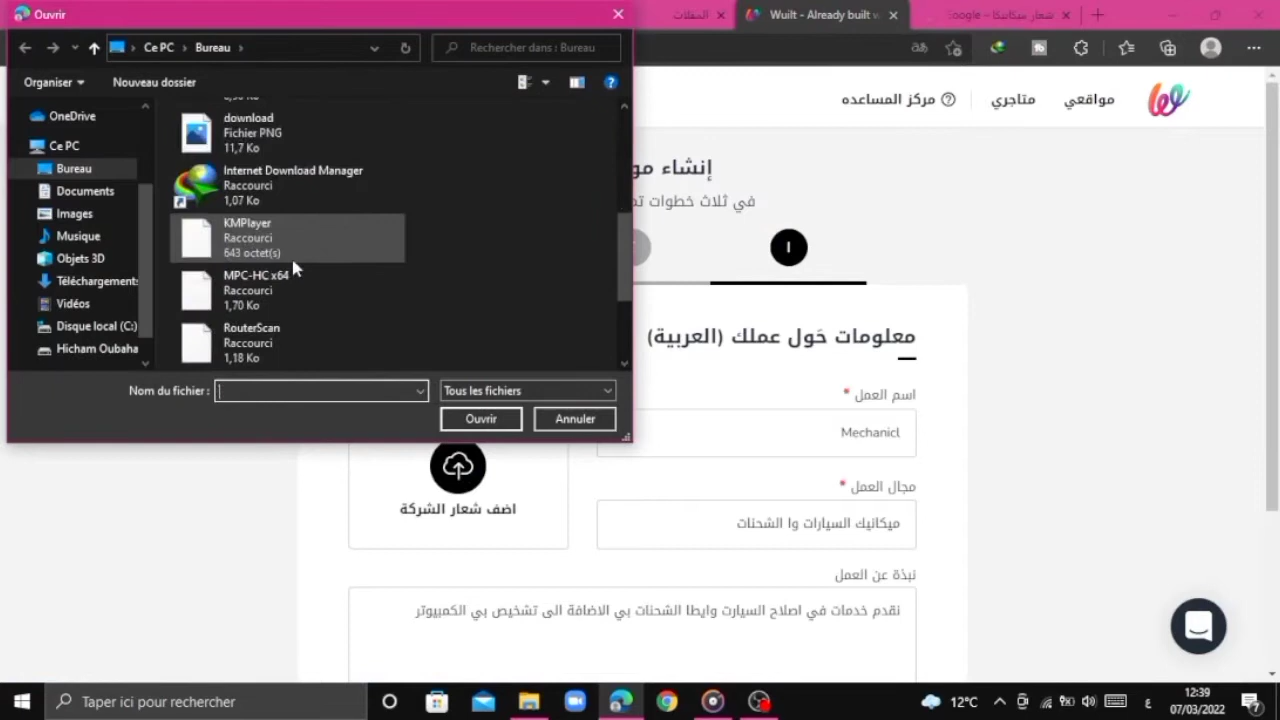 Ouvrir
المقالات
Wuilt - Already built w
شعار ميكانيكا - Google
Ce PC
Bureau
Rechercher dans : Bureau
Organiser
Nouveau dossier
OneDrive
Ce PC
Bureau
Documents
Images
Musique
Objets 3D
Téléchargements
Vidéos
Disque local (C:)
Hicham Oubaha
download
Fichier PNG
11,7 Ko
Internet Download Manager
Raccourci
1,07 Ko
KMPlayer
Raccourci
643 octet(s)
MPC-HC x64
Raccourci
1,70 Ko
RouterScan
Raccourci
1,18 Ko
Nom du fichier :
Tous les fichiers
Ouvrir
Annuler
مواقعي
متاجري
مركز المساعده
إنشاء مو
في ثلاث خطوات تم
1
معلومات حَول عملك (العربية)
اسم العمل *
Mechanicl
مجال العمل *
ميكانيك السيارات وا الشحنات
اضف شعار الشركة
نبذة عن العمل
نقدم خدمات في اصلاح السيارت وايطا الشحنات بي الاضافة الى تشخيص بي الكمبيوتر
Taper ici pour rechercher
12°C
ع
12:39
07/03/2022
7